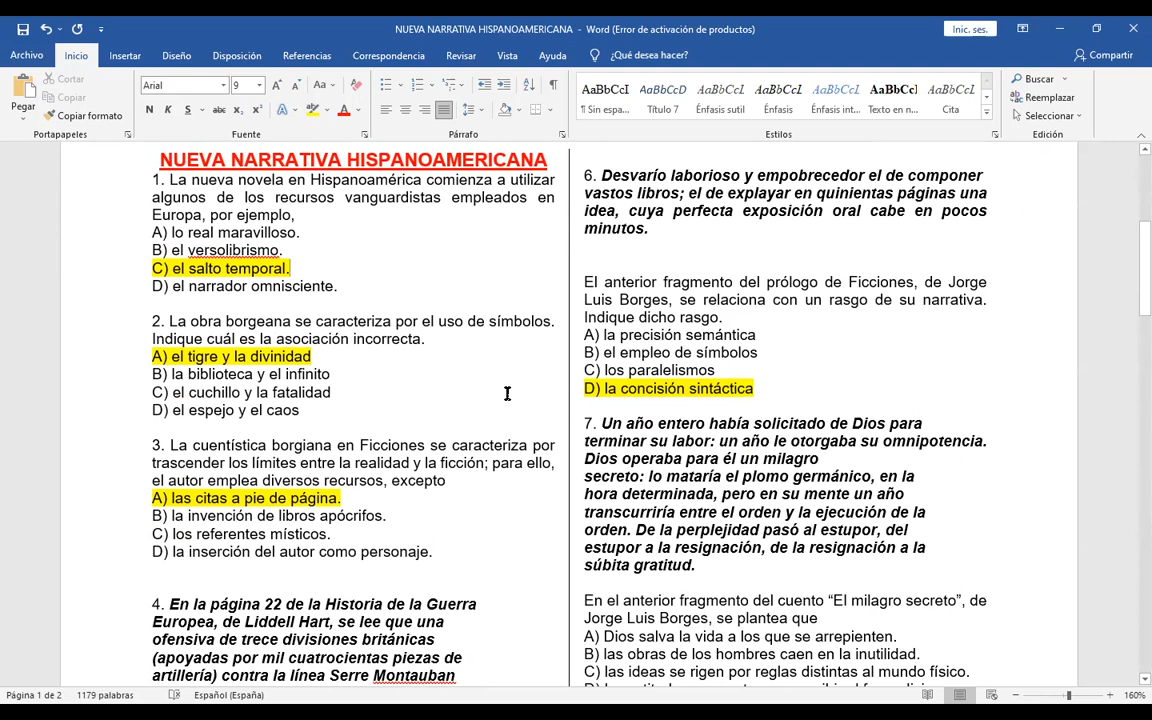 NUEVA NARRATIVA HISPANOAMERICANA - Word (Error de activación de productos)
Inic. ses.
Archivo Inicio Insertar Diseño Disposición Referencias Correspondencia Revisar Vista Ayuda ¿Qué desea hacer? Compartir
Pegar
Cortar
Copiar
Copiar formato
Portapapeles
Arial 9
Aa
N K S abc x₂ x²
A
Fuente
Párrafo
AaBbCcI AaBbCcD AaBbCcI AaBbCcI AaBbCcI AaBbCcI AaBbCcI
¶ Sin espa... Título 7 Énfasis sutil Énfasis Énfasis int... Texto en n... Cita
Estilos
Buscar
Reemplazar
Seleccionar
Edición
NUEVA NARRATIVA HISPANOAMERICANA
1. La nueva novela en Hispanoamérica comienza a utilizar
algunos de los recursos vanguardistas empleados en
Europa, por ejemplo,
A) lo real maravilloso.
B) el versolibrismo.
C) el salto temporal.
D) el narrador omnisciente.
2. La obra borgeana se caracteriza por el uso de símbolos.
Indique cuál es la asociación incorrecta.
A) el tigre y la divinidad
B) la biblioteca y el infinito
C) el cuchillo y la fatalidad
D) el espejo y el caos
3. La cuentística borgiana en Ficciones se caracteriza por
trascender los límites entre la realidad y la ficción; para ello,
el autor emplea diversos recursos, excepto
A) las citas a pie de página.
B) la invención de libros apócrifos.
C) los referentes místicos.
D) la inserción del autor como personaje.
4. En la página 22 de la Historia de la Guerra
Europea, de Liddell Hart, se lee que una
ofensiva de trece divisiones británicas
(apoyadas por mil cuatrocientas piezas de
artillería) contra la línea Serre Montauban
6. Desvarío laborioso y empobrecedor el de componer
vastos libros; el de explayar en quinientas páginas una
idea, cuya perfecta exposición oral cabe en pocos
minutos.
El anterior fragmento del prólogo de Ficciones, de Jorge
Luis Borges, se relaciona con un rasgo de su narrativa.
Indique dicho rasgo.
A) la precisión semántica
B) el empleo de símbolos
C) los paralelismos
D) la concisión sintáctica
7. Un año entero había solicitado de Dios para
terminar su labor: un año le otorgaba su omnipotencia.
Dios operaba para él un milagro
secreto: lo mataría el plomo germánico, en la
hora determinada, pero en su mente un año
transcurriría entre el orden y la ejecución de la
orden. De la perplejidad pasó al estupor, del
estupor a la resignación, de la resignación a la
súbita gratitud.
En el anterior fragmento del cuento “El milagro secreto”, de
Jorge Luis Borges, se plantea que
A) Dios salva la vida a los que se arrepienten.
B) las obras de los hombres caen en la inutilidad.
C) las ideas se rigen por reglas distintas al mundo físico.
Página 1 de 2 1179 palabras Español (España) 160%